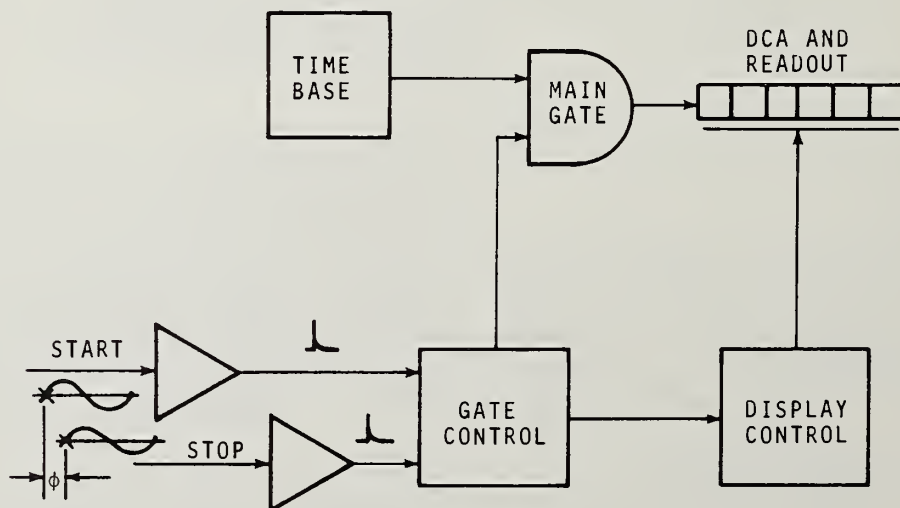 TIME
BASE
MAIN
GATE
DCA AND
READOUT
START
STOP
ϕ
GATE
CONTROL
DISPLAY
CONTROL